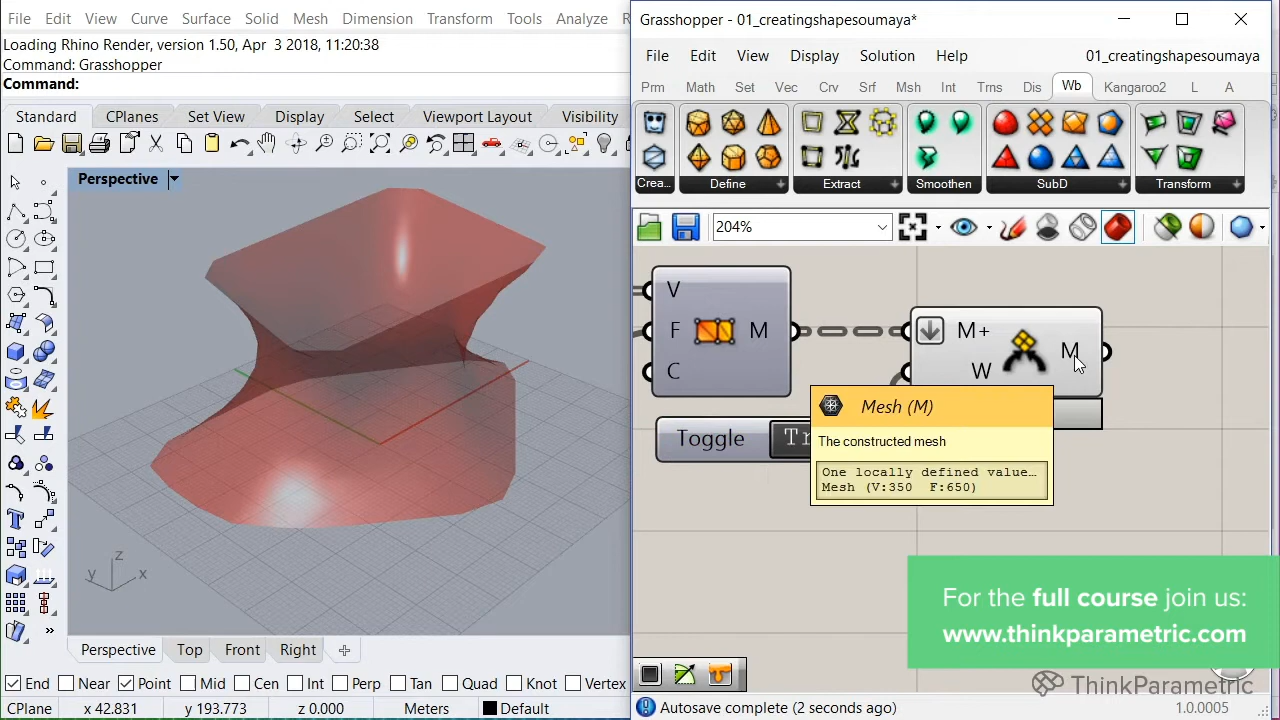 File Edit View Curve Surface Solid Mesh Dimension Transform Tools Analyze
Loading Rhino Render, version 1.50, Apr 3 2018, 11:20:38
Command: Grasshopper
Command:
Standard CPlanes Set View Display Select Viewport Layout Visibility
Perspective
z
y x
Perspective Top Front Right
End Near Point Mid Cen Int Perp Tan Quad Knot Vertex
CPlane x 42.831 y 193.773 z 0.000 Meters Default
Grasshopper - 01_creatingshapesoumaya*
File Edit View Display Solution Help 01_creatingshapesoumaya
Prm Math Set Vec Crv Srf Msh Int Trns Dis Wb Kangaroo2 L A
Crea... Define Extract Smoothen SubD Transform
204%
V
F M
C
M+
W M
Toggle
Mesh (M)
The constructed mesh
One locally defined value…
Mesh (V:350 F:650)
For the full course join us:
www.thinkparametric.com
ThinkParametric
Autosave complete (2 seconds ago) 1.0.0005